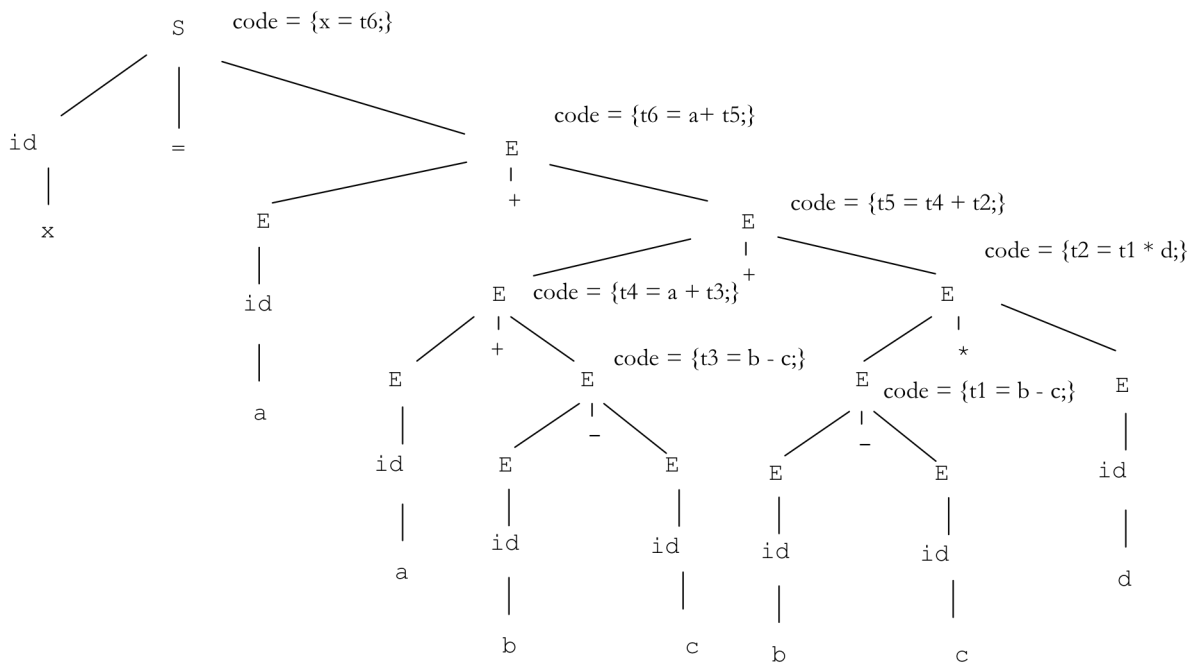 S code = {x = t6;}
code = {t6 = a+ t5;}
id = E
+
x E E code = {t5 = t4 + t2;}
code = {t2 = t1 * d;}
+
id E code = {t4 = a + t3;} E
+ *
E E code = {t3 = b - c;} E code = {t1 = b - c;} E
a
- -
id E E E E id
id id id id
a d
b c b c